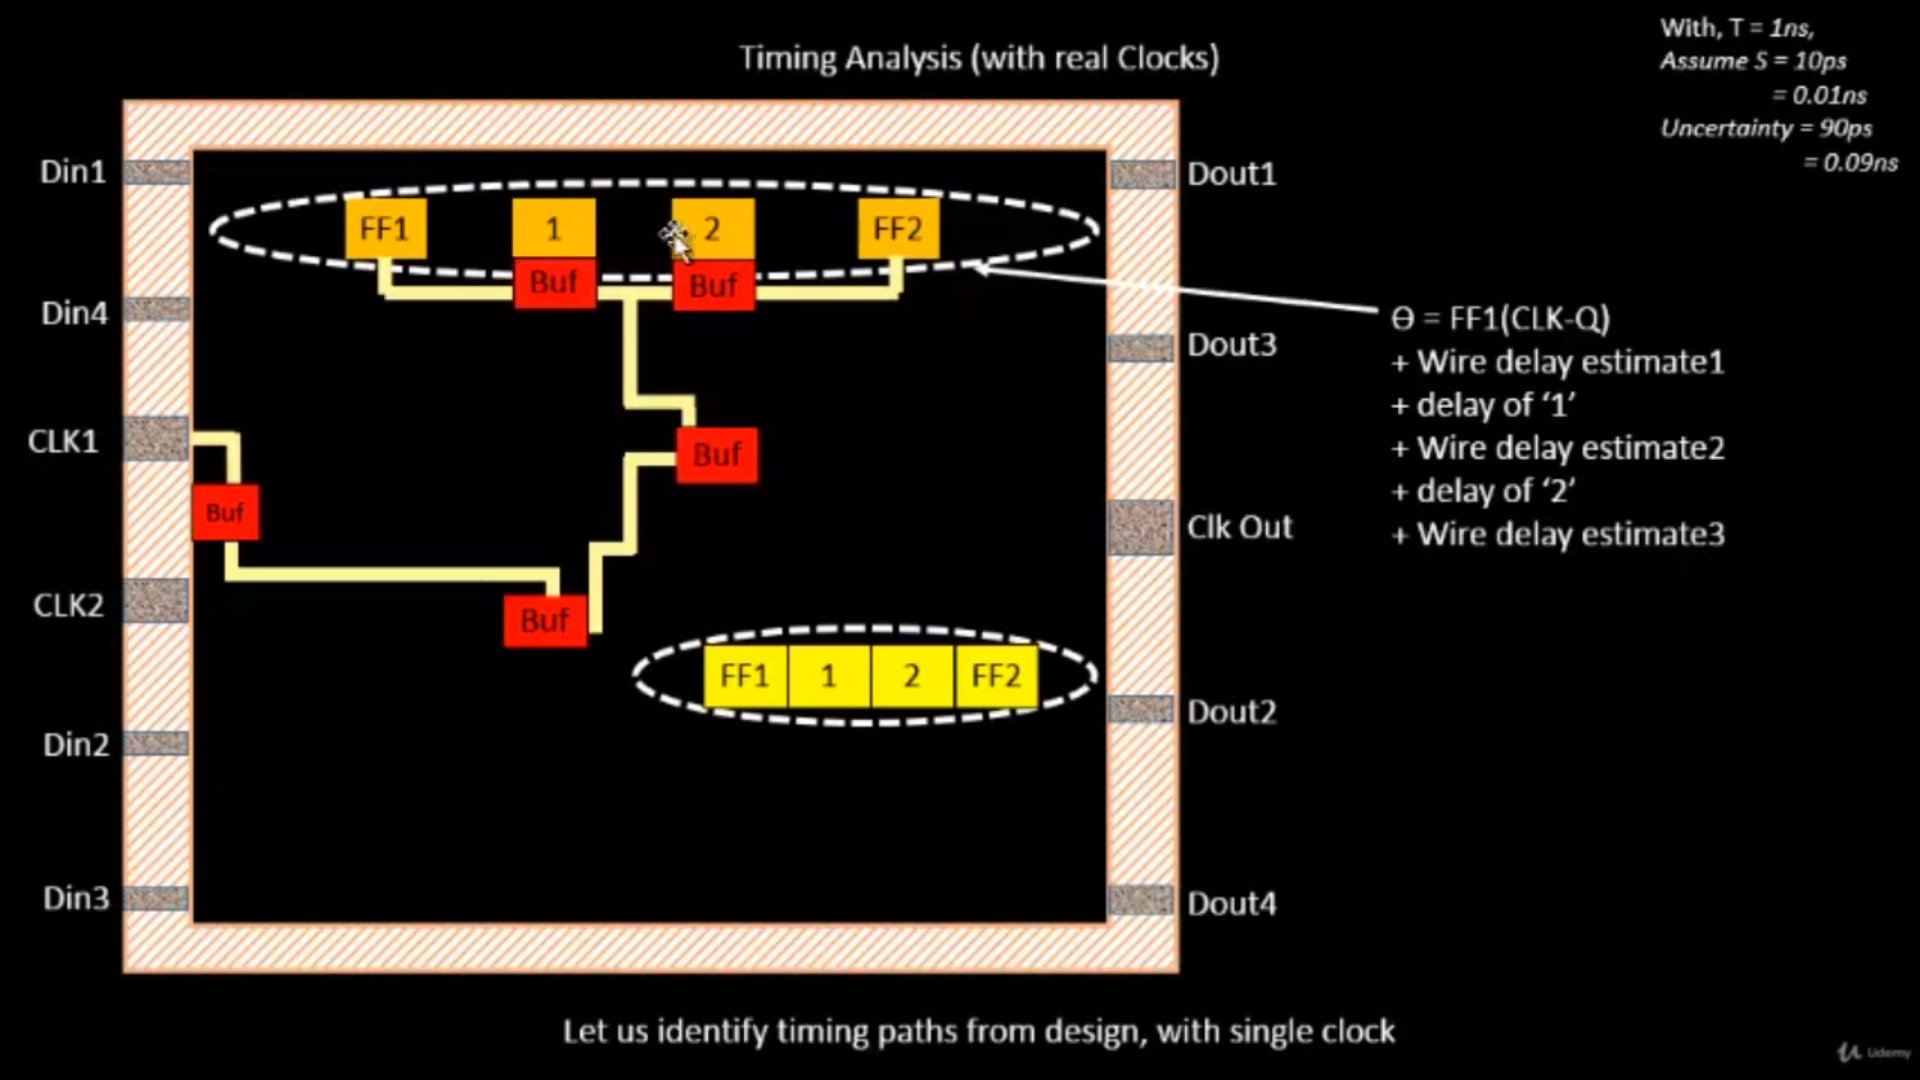 Timing Analysis (with real Clocks)
With, T = 1ns,
Assume S = 10ps
= 0.01ns
Uncertainty = 90ps
= 0.09ns
Din1
Din4
CLK1
CLK2
Din2
Din3
FF1 1 2 FF2
Buf Buf
Buf
Buf
Buf
FF1 1 2 FF2
Dout1
Dout3
Clk Out
Dout2
Dout4
Ө = FF1(CLK-Q)
+ Wire delay estimate1
+ delay of ‘1’
+ Wire delay estimate2
+ delay of ‘2’
+ Wire delay estimate3
Let us identify timing paths from design, with single clock
Udemy